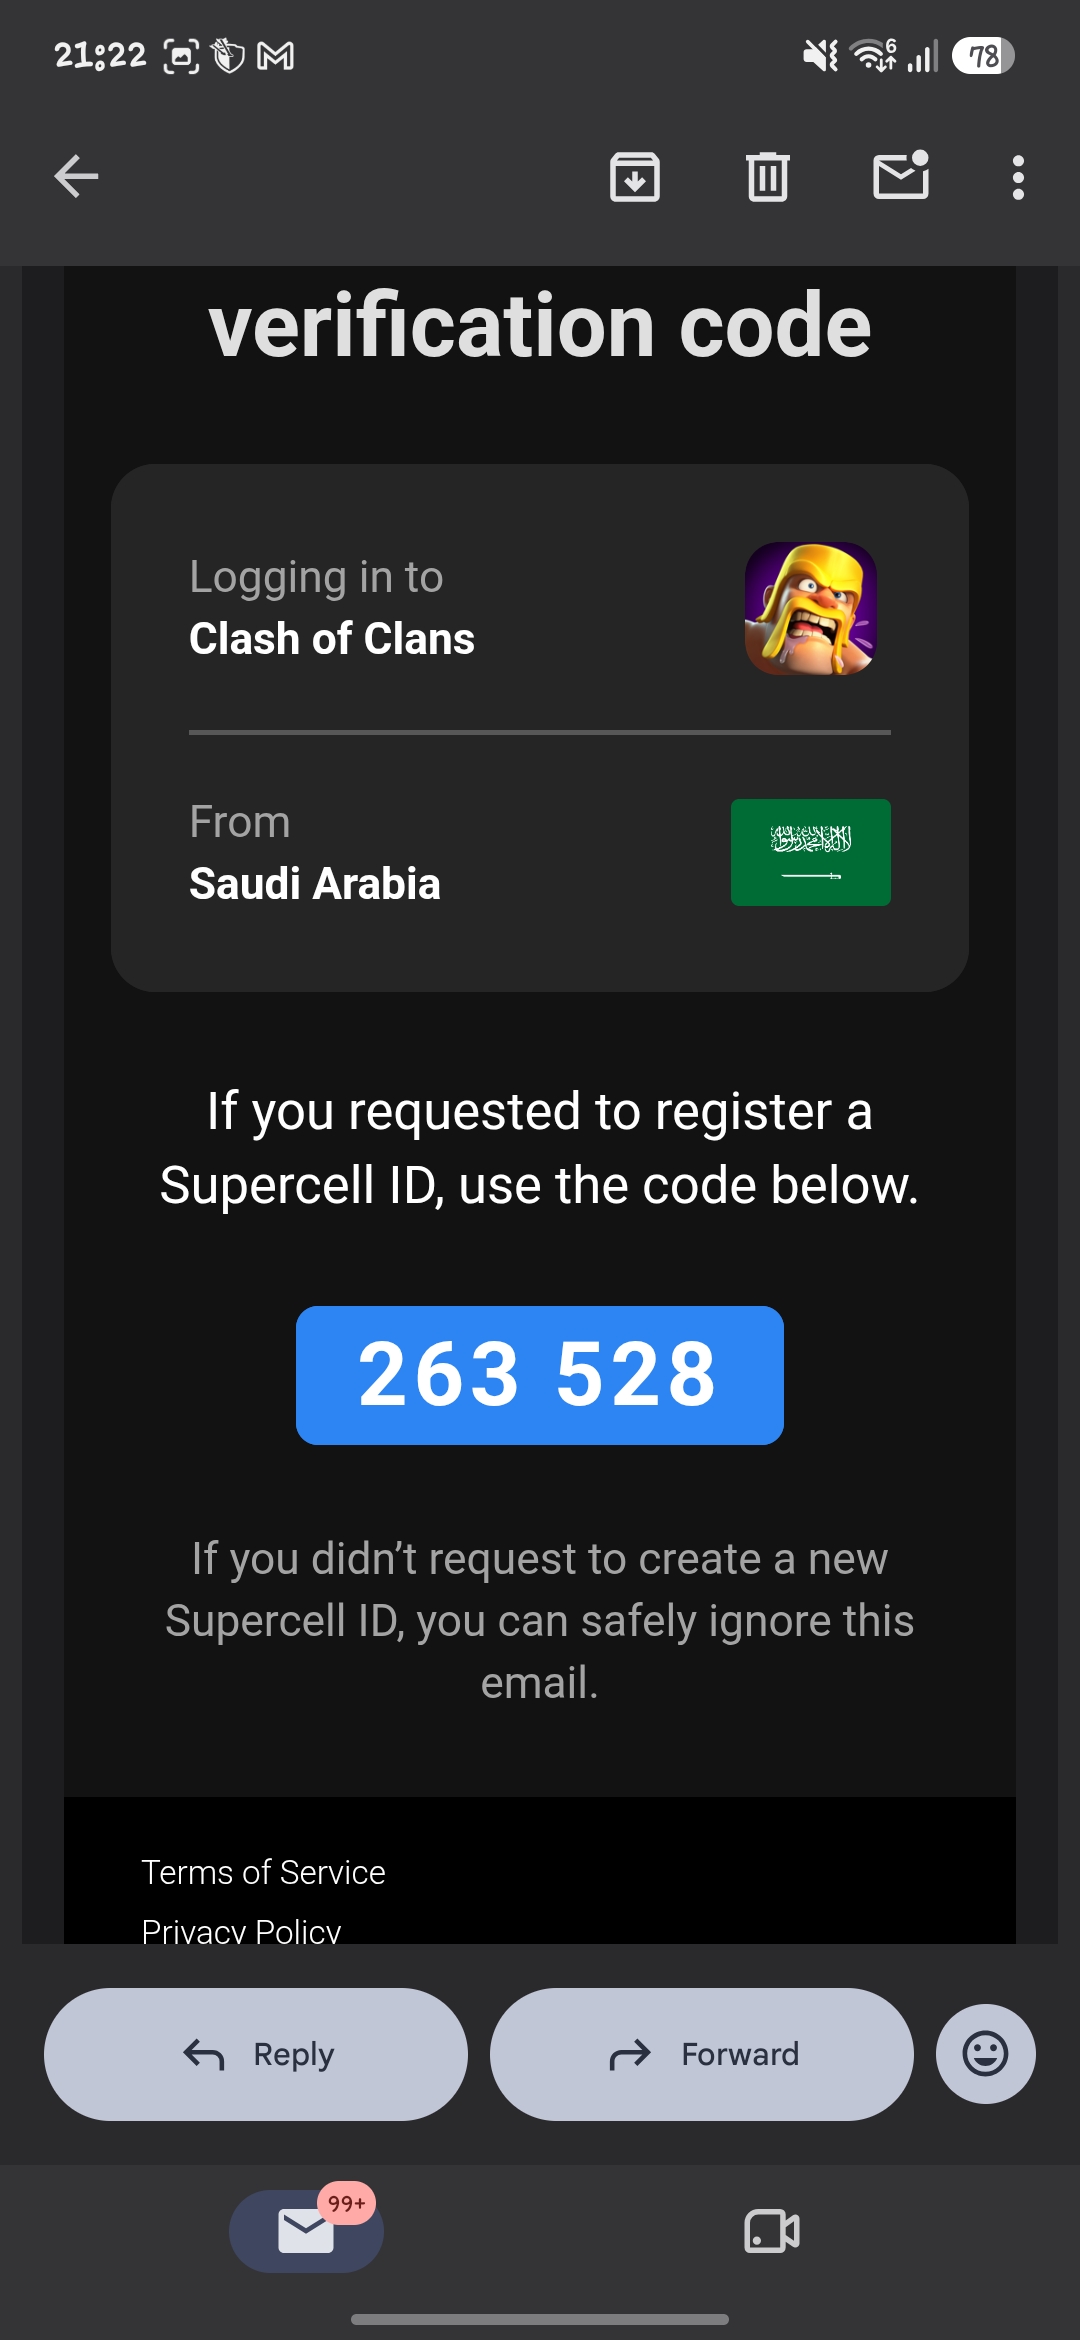 21:22
6
78
verification code
Logging in to
Clash of Clans
From
Saudi Arabia
If you requested to register a
Supercell ID, use the code below.
263 528
If you didn’t request to create a new
Supercell ID, you can safely ignore this
email.
Terms of Service
Privacy Policy
Reply
Forward
99+